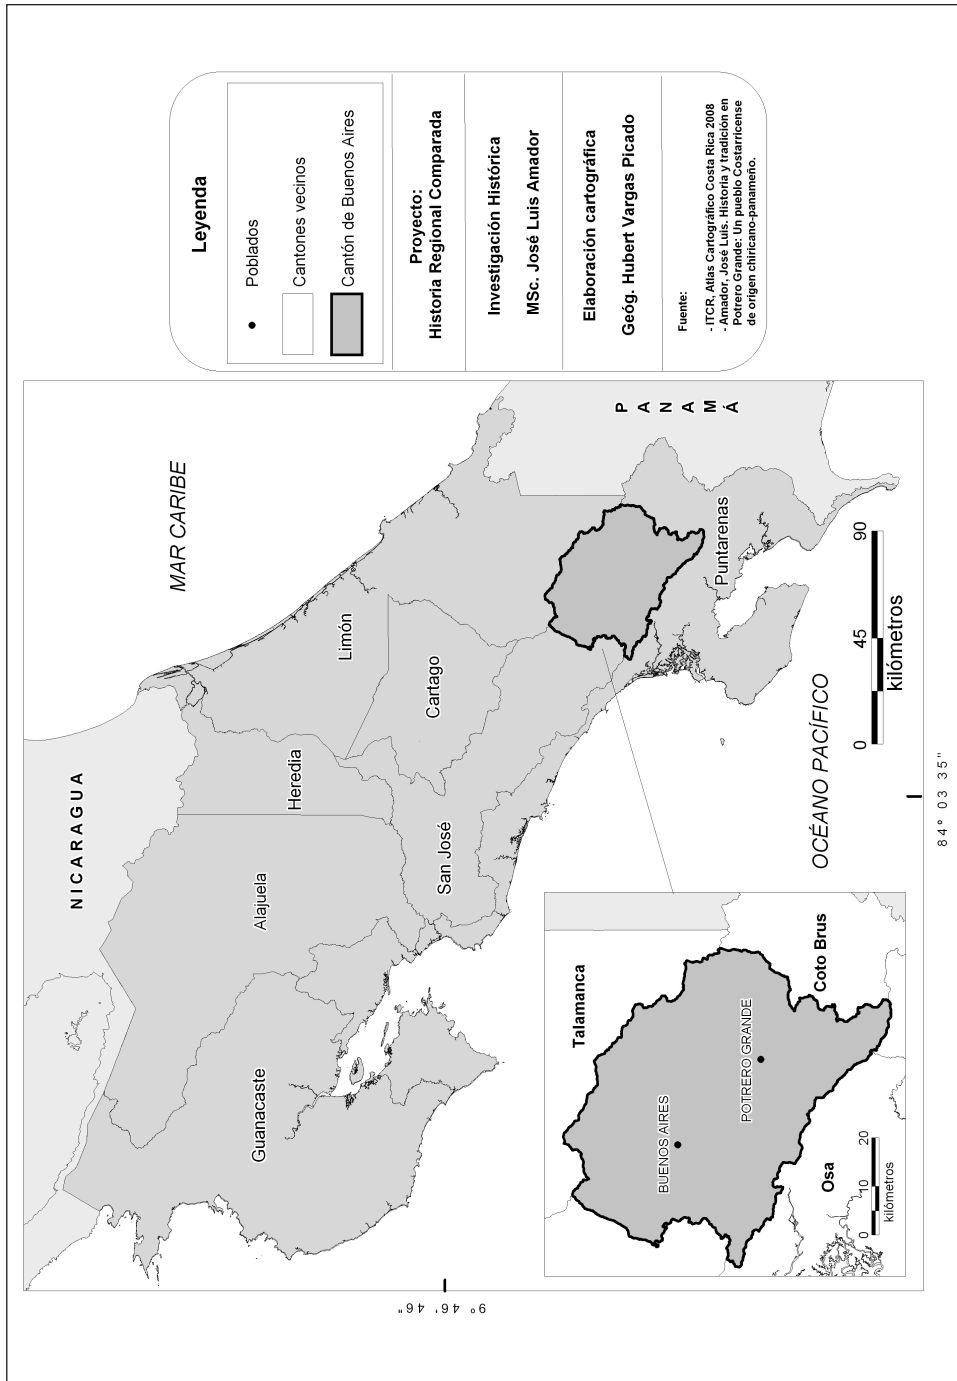 NICARAGUA
MAR CARIBE
Guanacaste
Alajuela
Heredia
Limón
San José
Cartago
Puntarenas
P
A
N
A
M
Á
OCÉANO PACÍFICO
0 45 90
kilómetros
9° 46' 46"
84° 03 35"
Talamanca
BUENOS AIRES
POTRERO GRANDE
Coto Brus
Osa
0 10 20
kilómetros
Leyenda
Poblados
Cantones vecinos
Cantón de Buenos Aires
Proyecto:
Historia Regional Comparada
Investigación Histórica
MSc. José Luis Amador
Elaboración cartográfica
Geóg. Hubert Vargas Picado
Fuente:
- ITCR, Atlas Cartográfico Costa Rica 2008
- Amador, José Luis. Historia y tradición en
Potrero Grande: Un pueblo Costarricense
de origen chiricano-panameño.